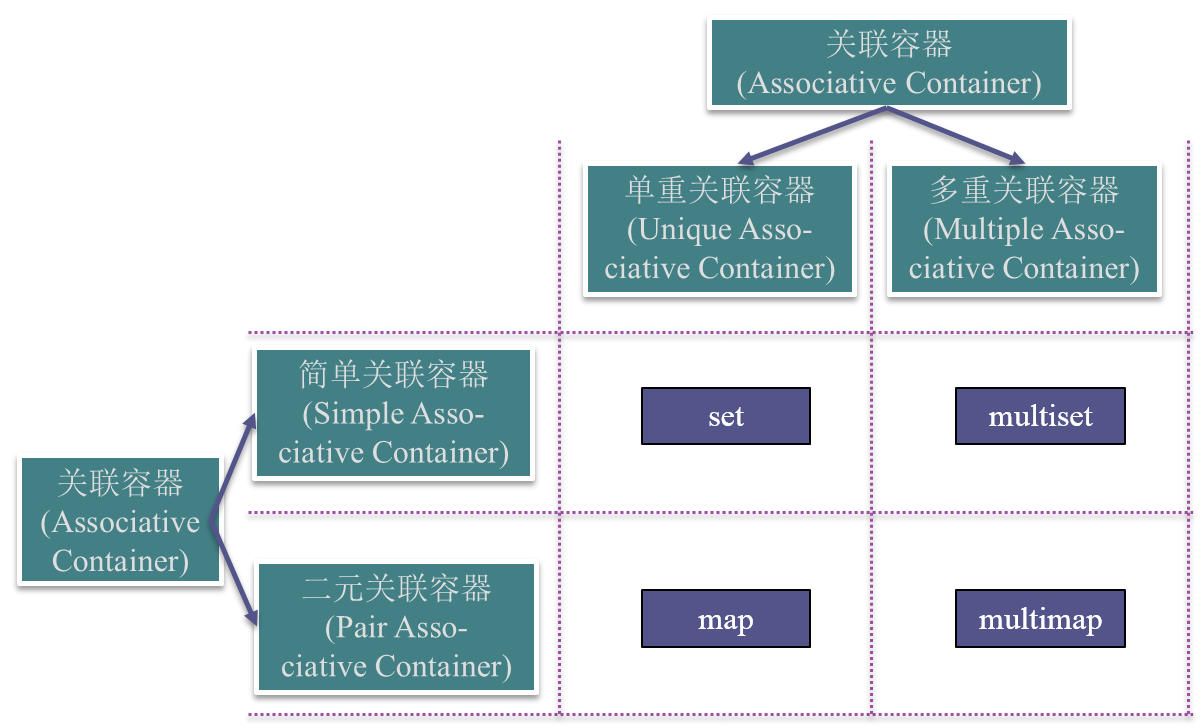 关联容器
(Associative Container)
单重关联容器
(Unique Asso-
ciative Container)
多重关联容器
(Multiple Asso-
ciative Container)
关联容器
(Associative
Container)
简单关联容器
(Simple Asso-
ciative Container)
set
multiset
二元关联容器
(Pair Asso-
ciative Container)
map
multimap